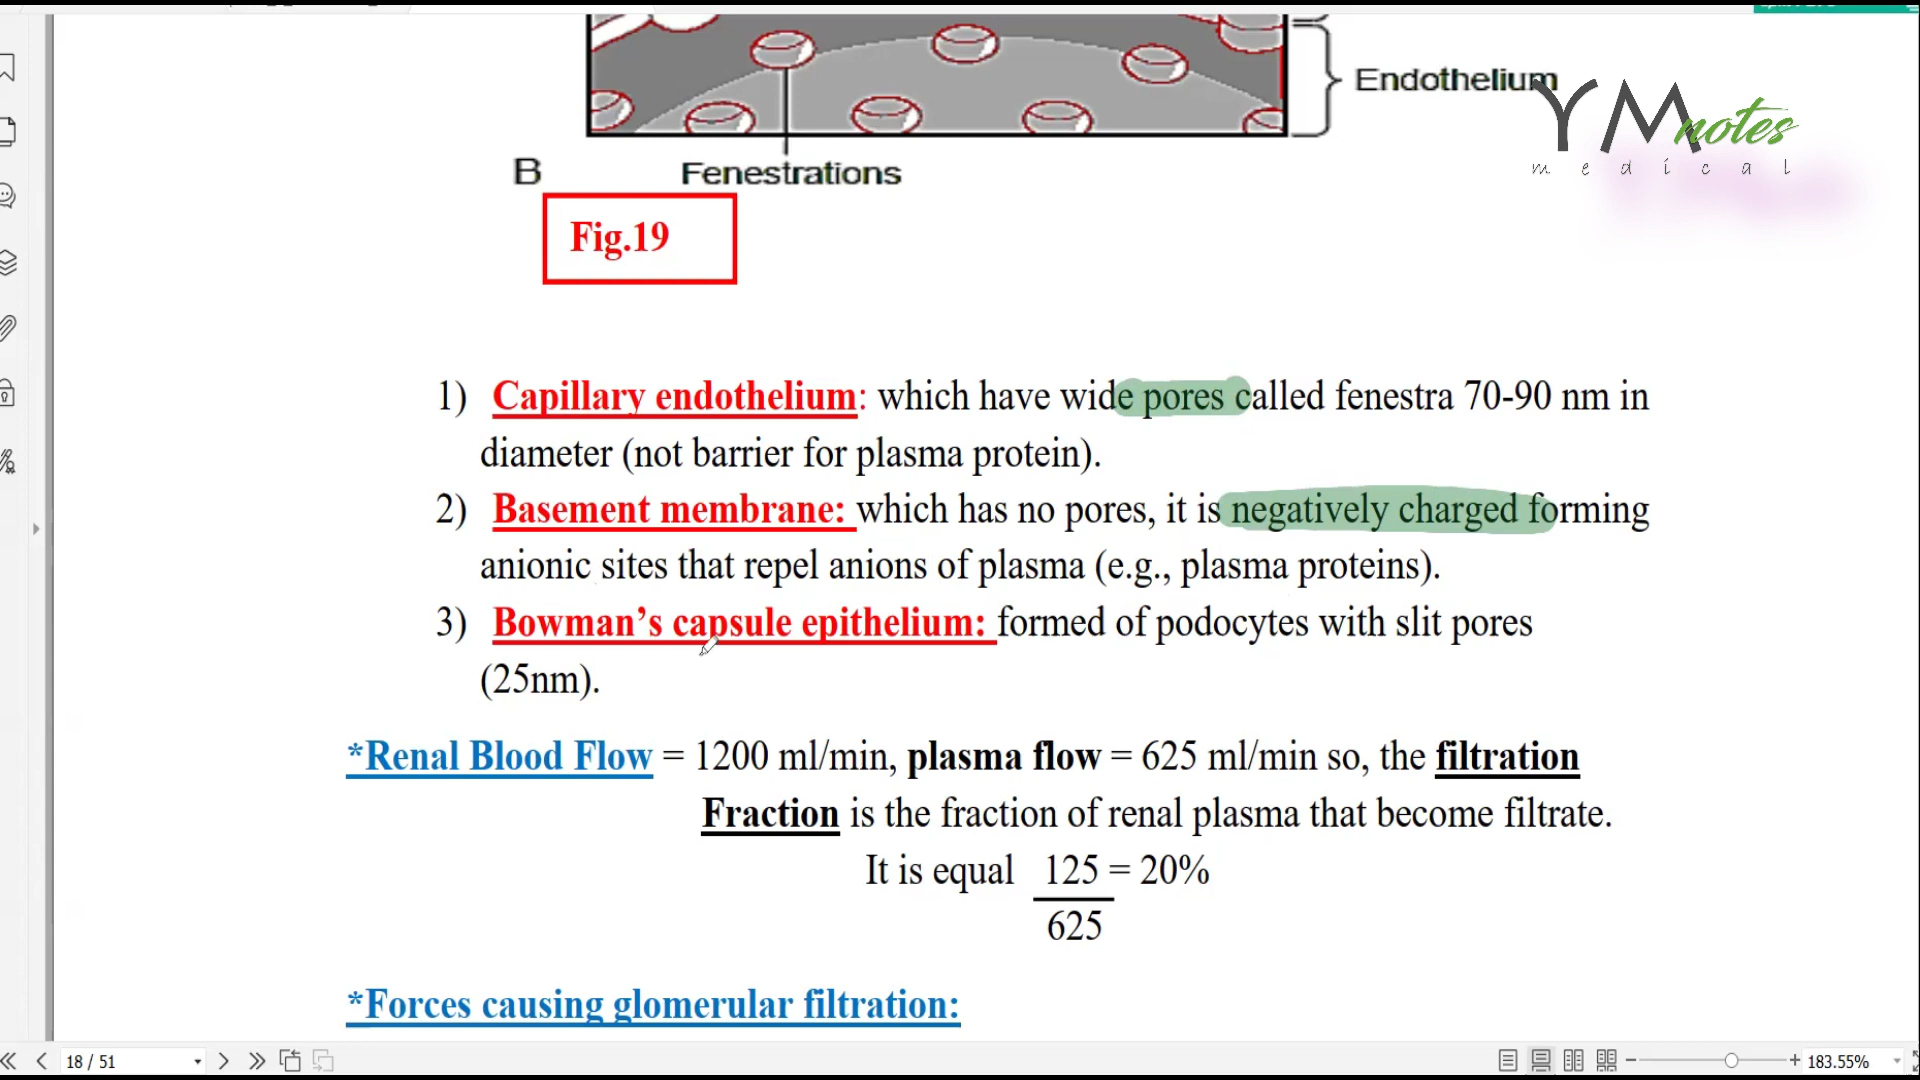 Endothelium
YM notes
medical
B Fenestrations
Fig.19
1) Capillary endothelium: which have wide pores called fenestra 70-90 nm in
diameter (not barrier for plasma protein).
2) Basement membrane: which has no pores, it is negatively charged forming
anionic sites that repel anions of plasma (e.g., plasma proteins).
3) Bowman’s capsule epithelium: formed of podocytes with slit pores
(25nm).
*Renal Blood Flow = 1200 ml/min, plasma flow = 625 ml/min so, the filtration
Fraction is the fraction of renal plasma that become filtrate.
It is equal 125 = 20%
625
*Forces causing glomerular filtration:
18 / 51
183.55%